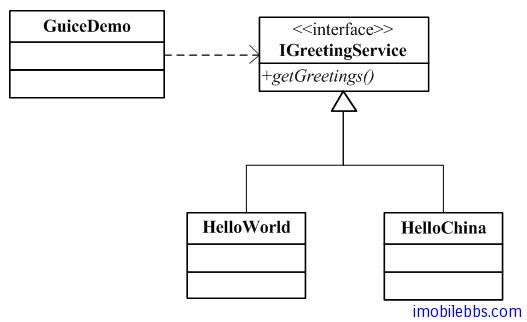 GuiceDemo
<<interface>>
IGreetingService
+getGreetings()
HelloWorld
HelloChina
imobilebbs.com